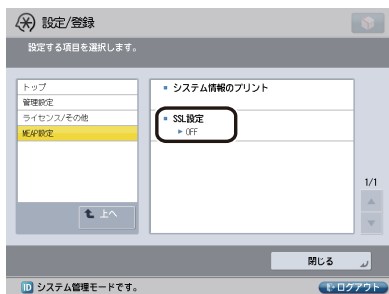 設定/登録
設定する項目を選択します。
トップ
管理設定
ライセンス/その他
MEAP設定
上へ
システム情報のプリント
SSL設定
OFF
1/1
閉じる
ID システム管理モードです。
ログアウト